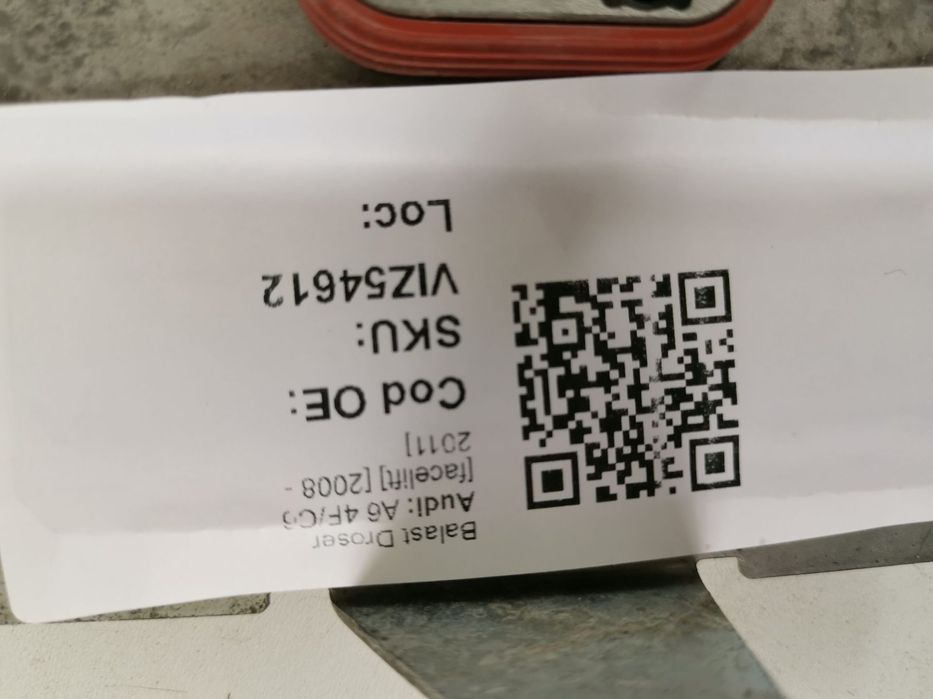 Balast Droser
Audi: A6 4F/C6
[facelift] [2008 -
2011]
Cod OE:
SKU:
VIZ54612
Loc: